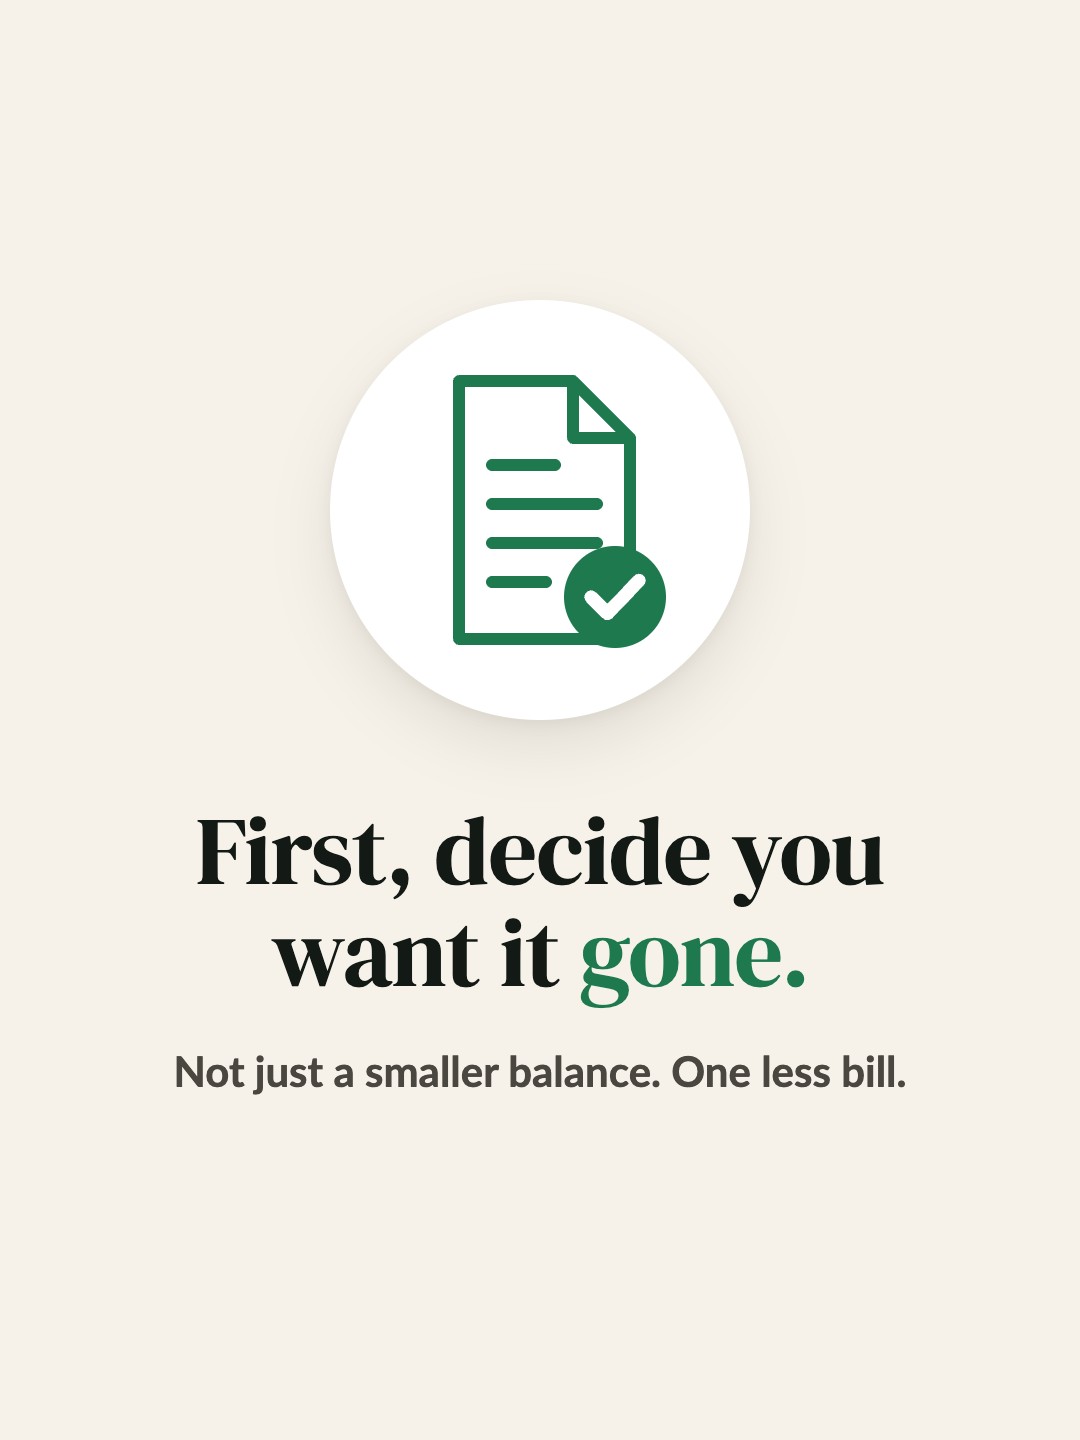 First, decide you
want it gone.
Not just a smaller balance. One less bill.